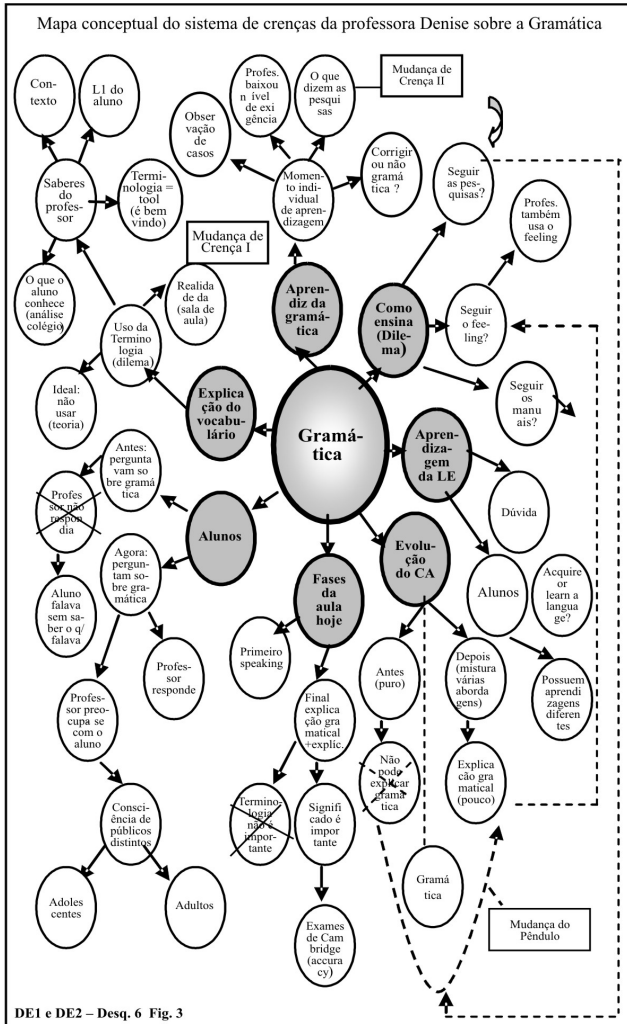 Mapa conceptual do sistema de crenças da professora Denise sobre a Gramática
Con-
texto
L1 do
aluno
Saberes
do
profes-
sor
Termi-
nologia =
tool
(é bem
vindo)
O que o
aluno
conhece
(análise
colégio)
Uso da
Termino
logia
(dilema)
Realida
de da
(sala de
aula)
Ideal:
não
usar
(teoria)
Mudança de
Crença I
Obser
vação
de
casos
Profes.
baixou
n ível
de exi
gência
O que
dizem as
pesqui
sas
Mudança de
Crença II
Momen-
to indi-
vidual
de apren-
dizagem
Corrigir
ou não
gramá
tica ?
Seguir
as pes-
quisas?
Profes.
também
usa o
feeling
Seguir
o fee-
ling?
Seguir
os
manu
ais?
Apren-
diz da
gramá-
tica
Como
ensina
(Dile-
ma)
Explica
ção do
vocabu-
lário
Gramá-
tica
Apren-
diza-
gem
da LE
Dúvida
Alunos
Acquire
or
learn a
langua
ge?
Possuem
aprendi
zagens
diferen
tes
Antes:
pergunta
vam so
bre gramá
tica
Profes
sor não
respon
dia
Aluno
falava
sem sa-
ber o q/
falava
Alunos
Agora:
pergun-
tam so-
bre gra-
mática
Profes-
sor
responde
Profes-
sor preo-
cupa se
com o
aluno
Consci-
ência de
públicos
distintos
Adoles
centes
Adultos
Fases
da
aula
hoje
Primeiro
speaking
Final
explica
ção gra
matical
+explíc.
Termino-
logia
não é
impor-
tante
Signifi
cado é
impor
tante
Exames
de Cam
bridge
(accura
cy)
Evolu-
ção
do CA
Antes
(puro)
Depois
(mistura
várias
aborda
gens)
Não
pode
explicar
gramá
tica
Explica
ção gra
matical
(pouco)
Gramá
tica
Mudança do
Pêndulo
DE1 e DE2 – Desq. 6 Fig. 3